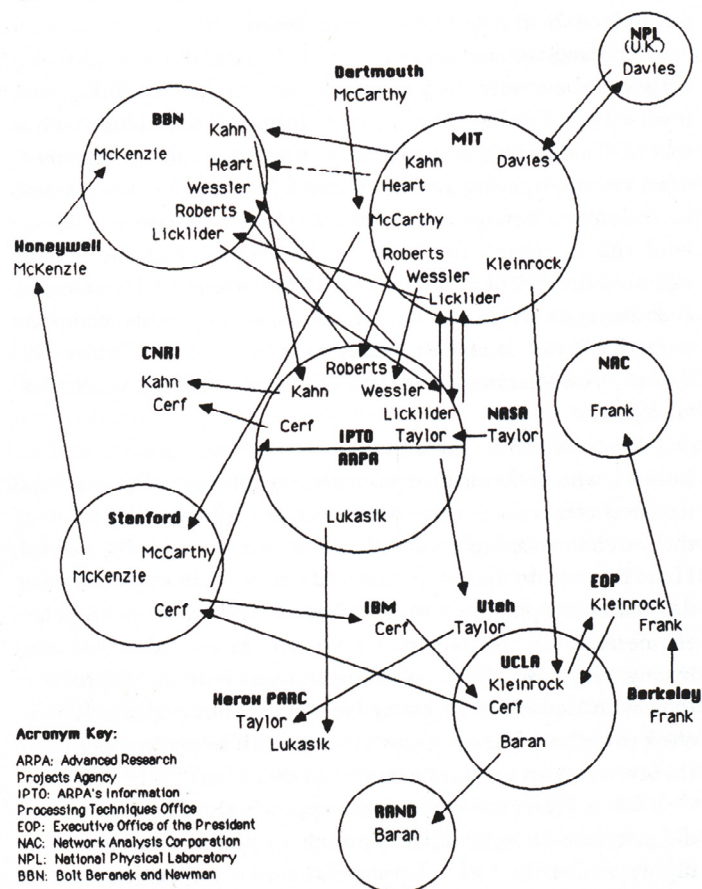 NPL
(U.K.)
Davies
Dartmouth
McCarthy
BBN
Kahn
McKenzie
Heart
Wessler
Roberts
Licklider
MIT
Kahn
Davies
Heart
McCarthy
Roberts
Kleinrock
Wessler
Licklider
Honeywell
McKenzie
CNRI
Kahn
Cerf
Roberts
Kahn
Wessler
Licklider
Cerf
IPTO
Taylor
ARPA
Lukasik
NASA
Taylor
NAC
Frank
Stanford
McCarthy
McKenzie
Cerf
IBM
Cerf
Utah
Taylor
EOP
Kleinrock
Frank
UCLA
Kleinrock
Cerf
Baran
Berkeley
Frank
Xerox PARC
Taylor
Lukasik
RAND
Baran
Acronym Key:
ARPA: Advanced Research
Projects Agency
IPTO: ARPA's Information
Processing Techniques Office
EOP: Executive Office of the President
NAC: Network Analysis Corporation
NPL: National Physical Laboratory
BBN: Bolt Beranek and Newman